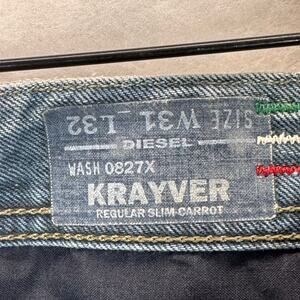 SIZE W31 L32
DIESEL
WASH 0827X
KRAYVER
REGULAR SLIM-CARROT